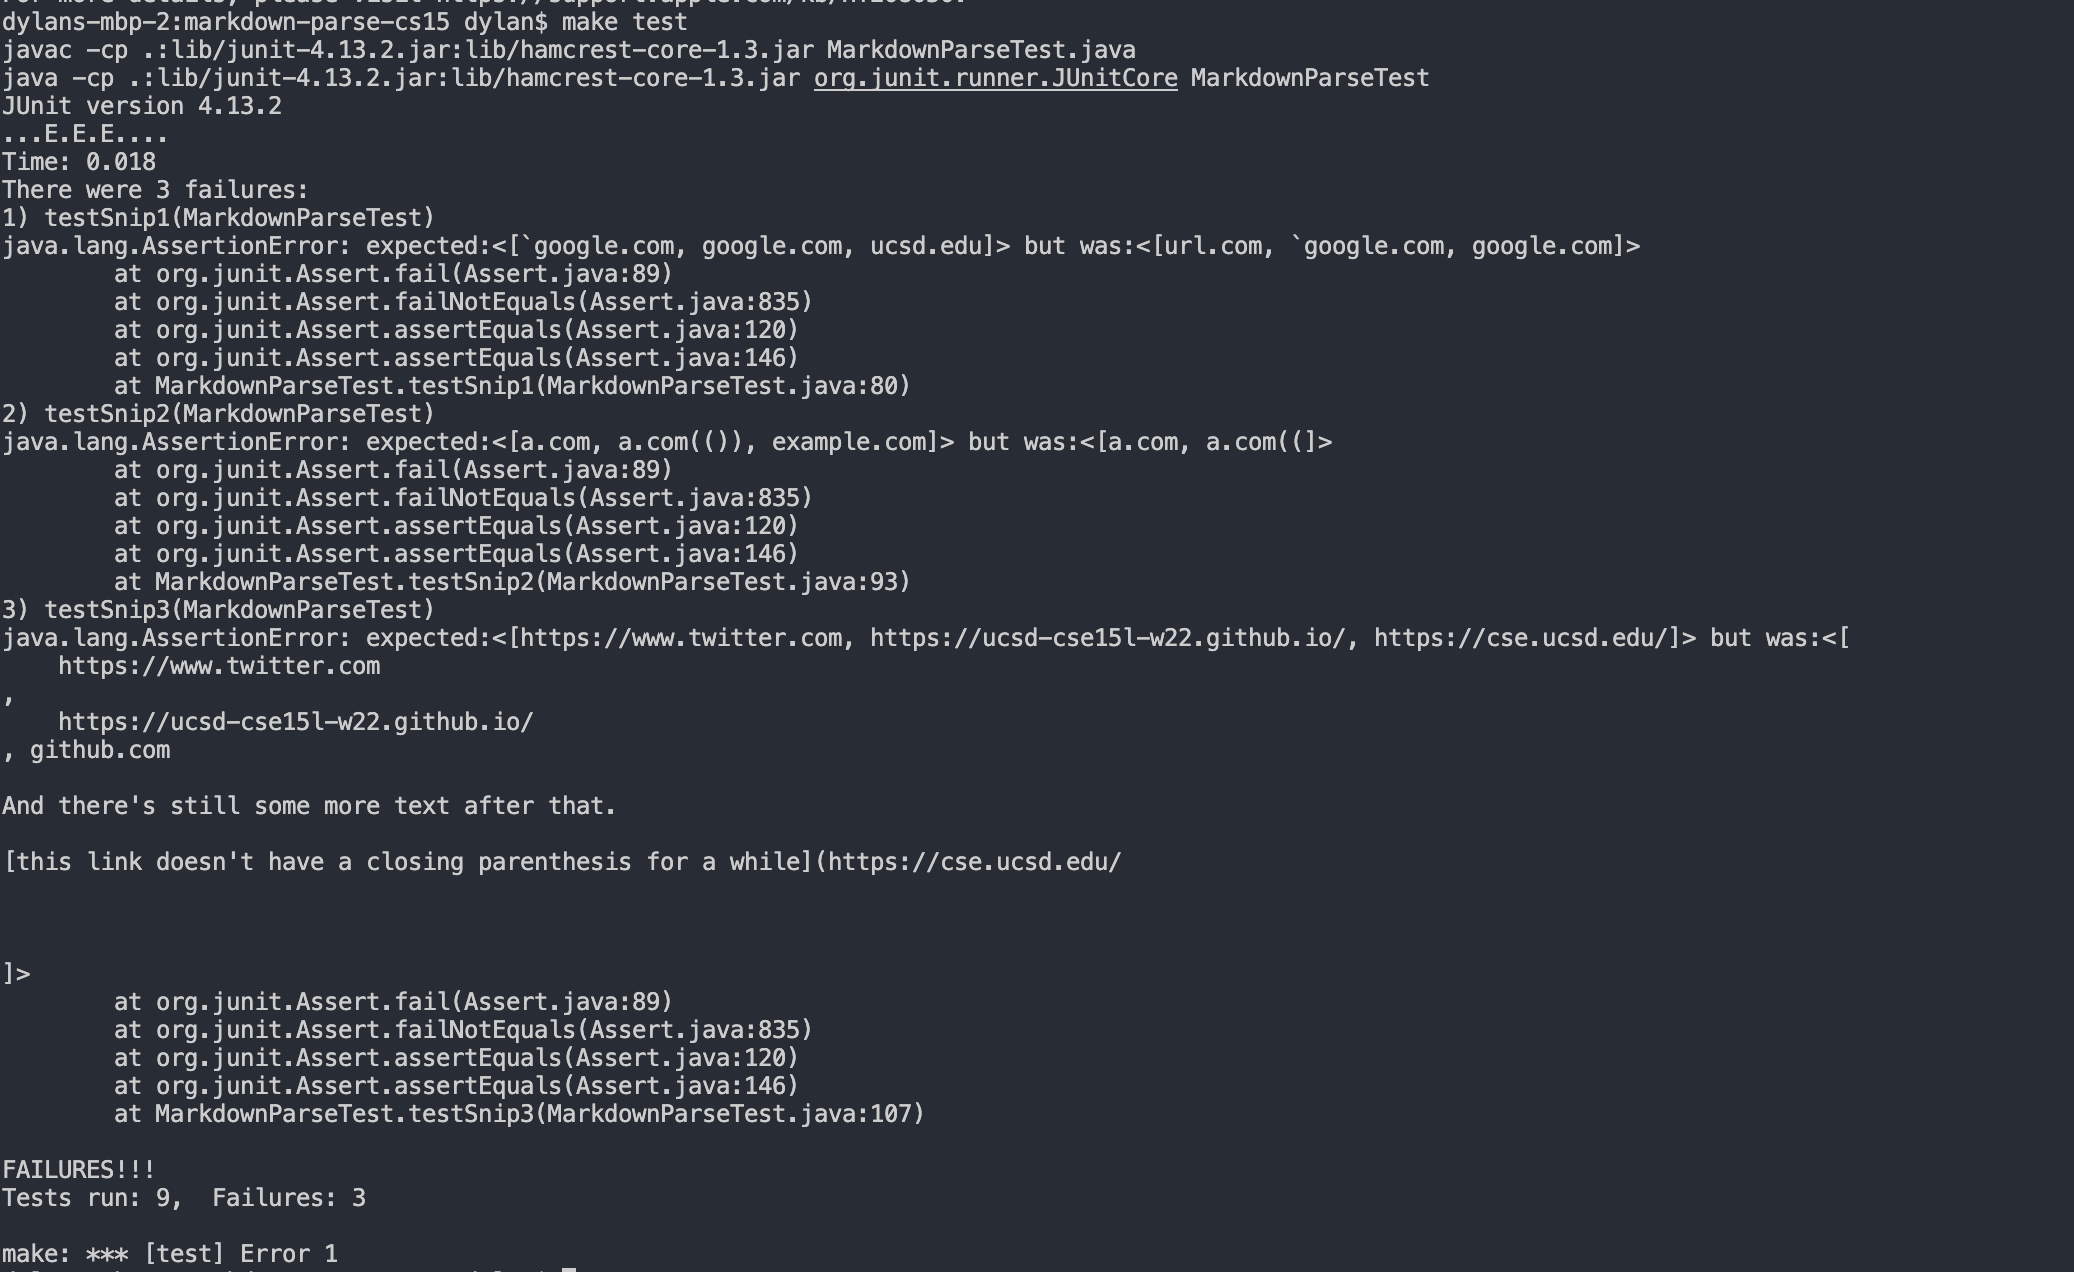 dylans-mbp-2:markdown-parse-cs15 dylan$ make test
javac -cp .:lib/junit-4.13.2.jar:lib/hamcrest-core-1.3.jar MarkdownParseTest.java
java -cp .:lib/junit-4.13.2.jar:lib/hamcrest-core-1.3.jar org.junit.runner.JUnitCore MarkdownParseTest
JUnit version 4.13.2
...E.E.E....
Time: 0.018
There were 3 failures:
1) testSnip1(MarkdownParseTest)
java.lang.AssertionError: expected:<[`google.com, google.com, ucsd.edu]> but was:<[url.com, `google.com, google.com]>
        at org.junit.Assert.fail(Assert.java:89)
        at org.junit.Assert.failNotEquals(Assert.java:835)
        at org.junit.Assert.assertEquals(Assert.java:120)
        at org.junit.Assert.assertEquals(Assert.java:146)
        at MarkdownParseTest.testSnip1(MarkdownParseTest.java:80)
2) testSnip2(MarkdownParseTest)
java.lang.AssertionError: expected:<[a.com, a.com(()), example.com]> but was:<[a.com, a.com((]>
        at org.junit.Assert.fail(Assert.java:89)
        at org.junit.Assert.failNotEquals(Assert.java:835)
        at org.junit.Assert.assertEquals(Assert.java:120)
        at org.junit.Assert.assertEquals(Assert.java:146)
        at MarkdownParseTest.testSnip2(MarkdownParseTest.java:93)
3) testSnip3(MarkdownParseTest)
java.lang.AssertionError: expected:<[https://www.twitter.com, https://ucsd-cse15l-w22.github.io/, https://cse.ucsd.edu/]> but was:<[
    https://www.twitter.com
,
    https://ucsd-cse15l-w22.github.io/
, github.com

And there's still some more text after that.

[this link doesn't have a closing parenthesis for a while](https://cse.ucsd.edu/



]>
        at org.junit.Assert.fail(Assert.java:89)
        at org.junit.Assert.failNotEquals(Assert.java:835)
        at org.junit.Assert.assertEquals(Assert.java:120)
        at org.junit.Assert.assertEquals(Assert.java:146)
        at MarkdownParseTest.testSnip3(MarkdownParseTest.java:107)

FAILURES!!!
Tests run: 9,  Failures: 3

make: *** [test] Error 1